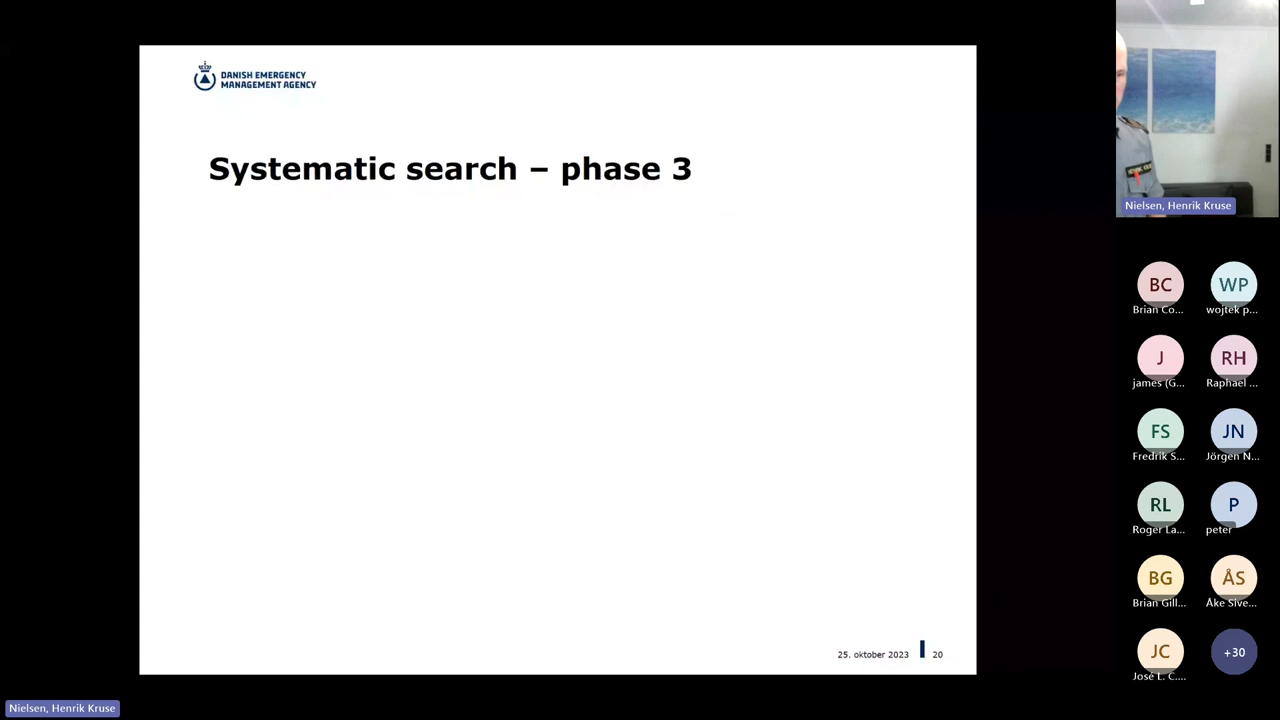 DANISH EMERGENCY
MANAGEMENT AGENCY
Systematic search – phase 3
25. oktober 2023
20
Nielsen, Henrik Kruse
BC
Brian Co...
WP
wojtek p...
J
james (G...
RH
Raphael ...
FS
Fredrik S...
JN
Jörgen N...
RL
Roger La...
P
peter
BG
Brian Gill...
ÅS
Åke Sive...
JC
José L. C....
+30
Nielsen, Henrik Kruse